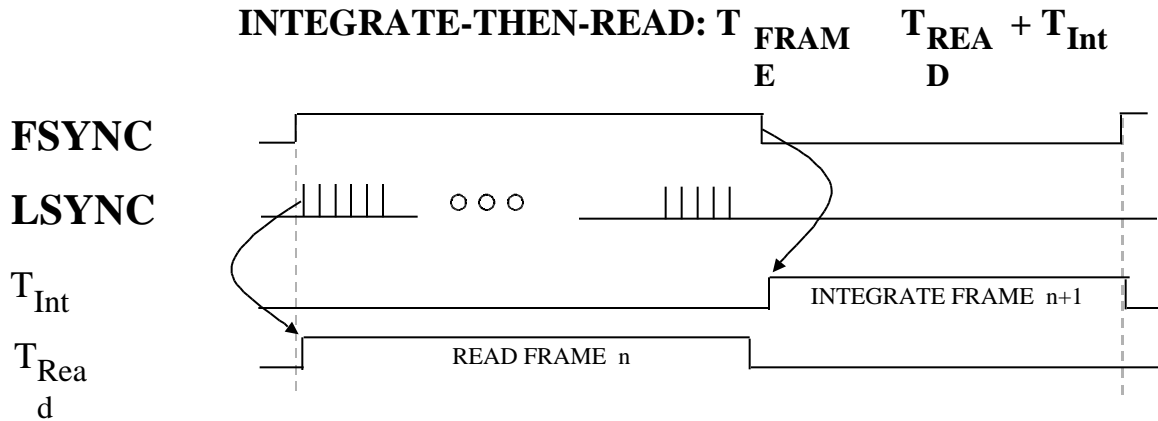 INTEGRATE-THEN-READ: T FRAM T REA + T Int
E D
FSYNC
LSYNC
T Int
INTEGRATE FRAME n+1
READ FRAME n
T Rea
d